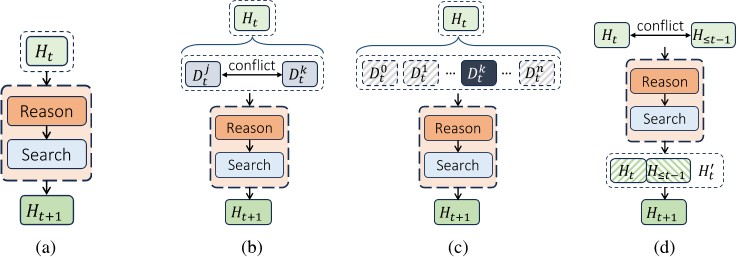 H_t
Reason
Search
H_{t+1}
(a)
H_t
D_t^j conflict D_t^k
Reason
Search
H_{t+1}
(b)
H_t
D_t^0 D_t^1 ... D_t^k ... D_t^n
Reason
Search
H_{t+1}
(c)
H_t conflict H_{≤t-1}
Reason
Search
H_t H_{≤t-1} H_t'
H_{t+1}
(d)